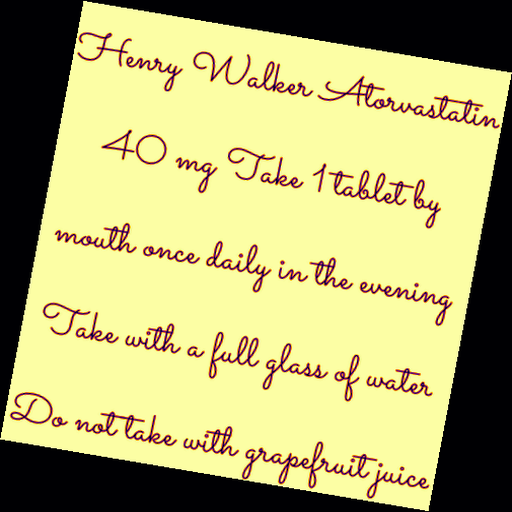 Henry Walker Atorvastatin
40 mg Take 1 tablet by
mouth once daily in the evening
Take with a full glass of water
Do not take with grapefruit juice